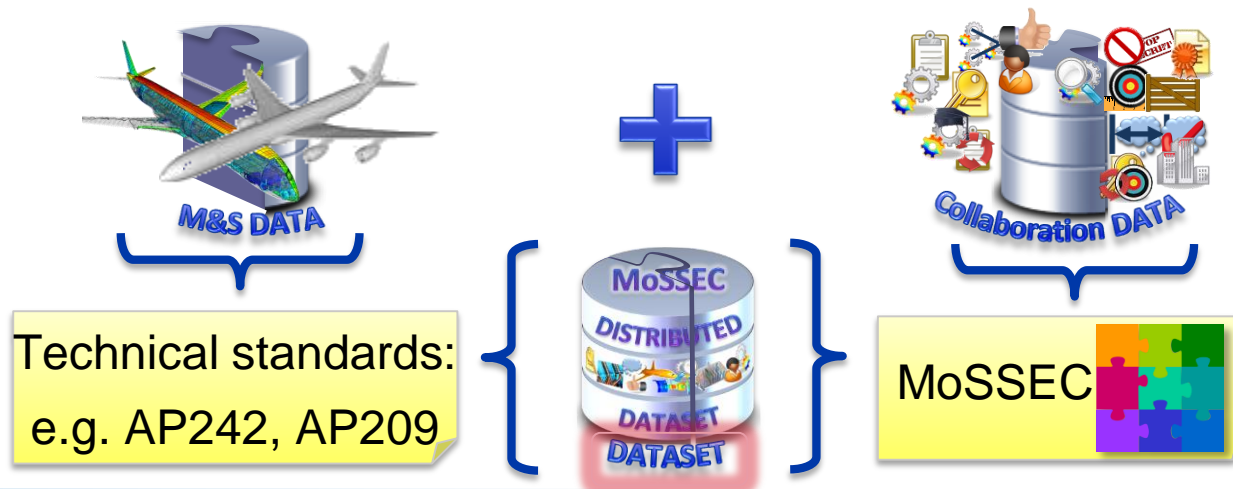 M&S DATA
Collaboration DATA
Technical standards:
e.g. AP242, AP209
MoSSEC
DISTRIBUTED
DATASET
DATASET
MoSSEC